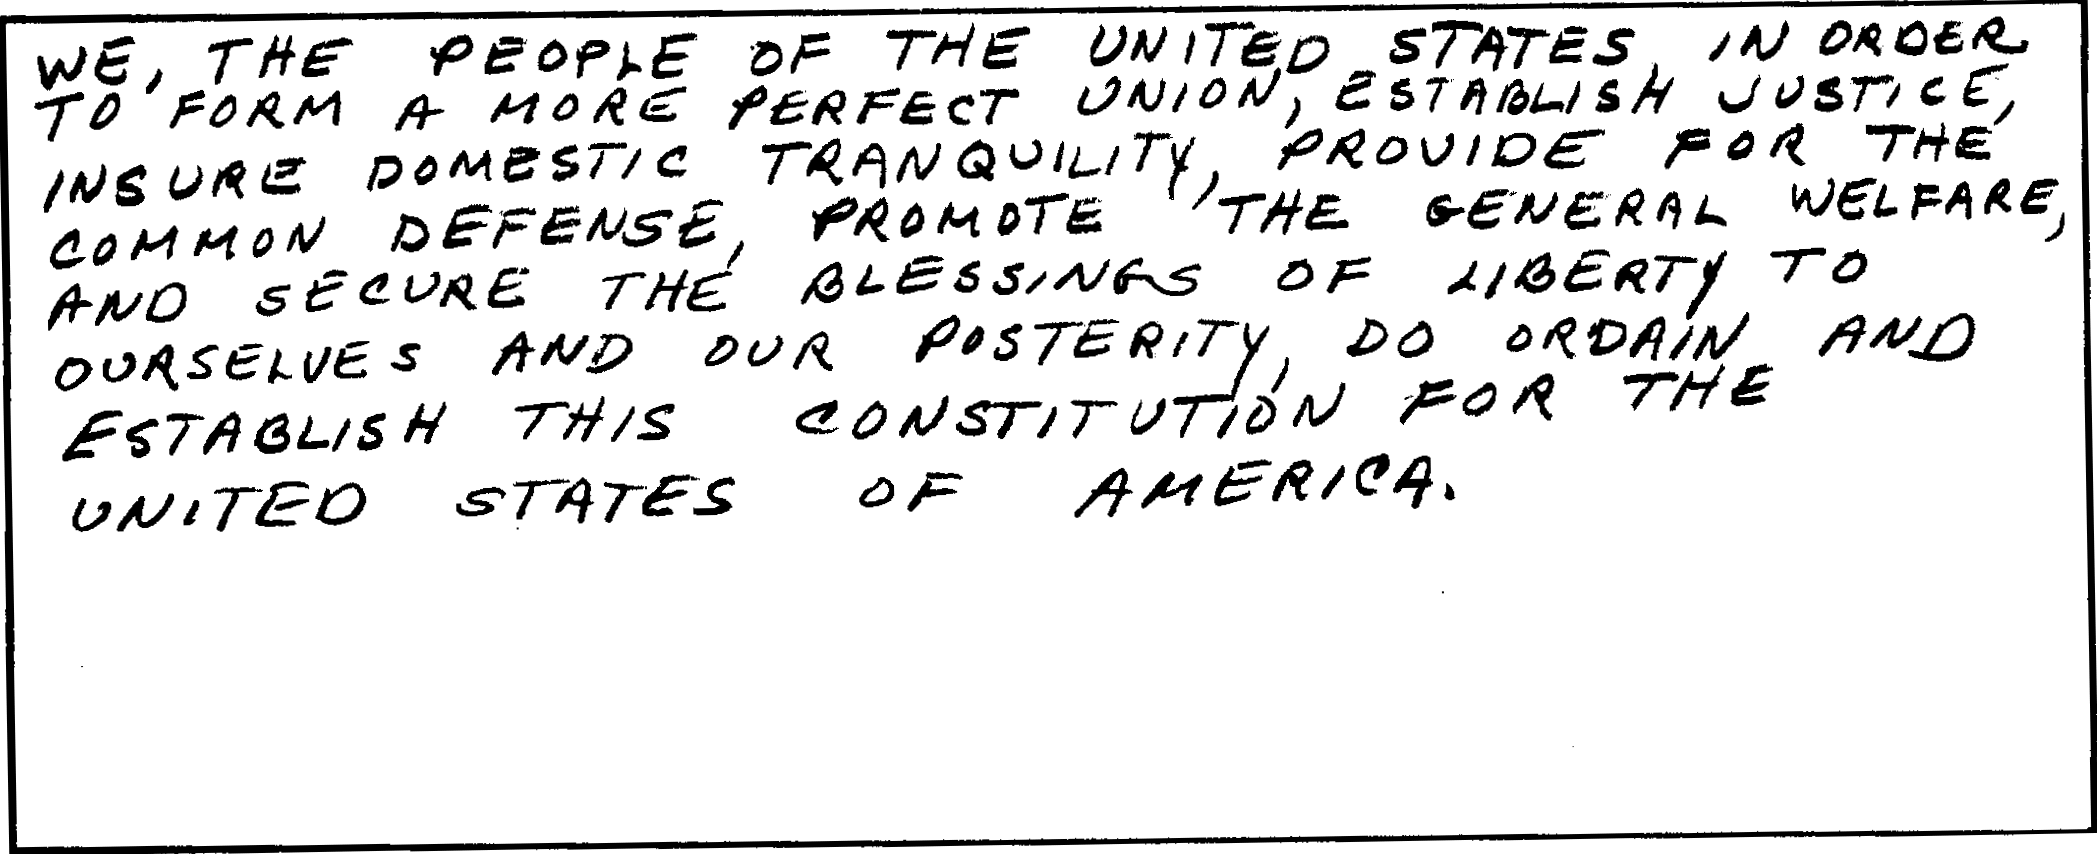 WE, THE PEOPLE OF THE UNITED STATES, IN ORDER
TO FORM A MORE PERFECT UNION, ESTABLISH JUSTICE,
INSURE DOMESTIC TRANQUILITY, PROVIDE FOR THE
COMMON DEFENSE, PROMOTE THE GENERAL WELFARE,
AND SECURE THE BLESSINGS OF LIBERTY TO
OURSELVES AND OUR POSTERITY, DO ORDAIN AND
ESTABLISH THIS CONSTITUTION FOR THE
UNITED STATES OF AMERICA.